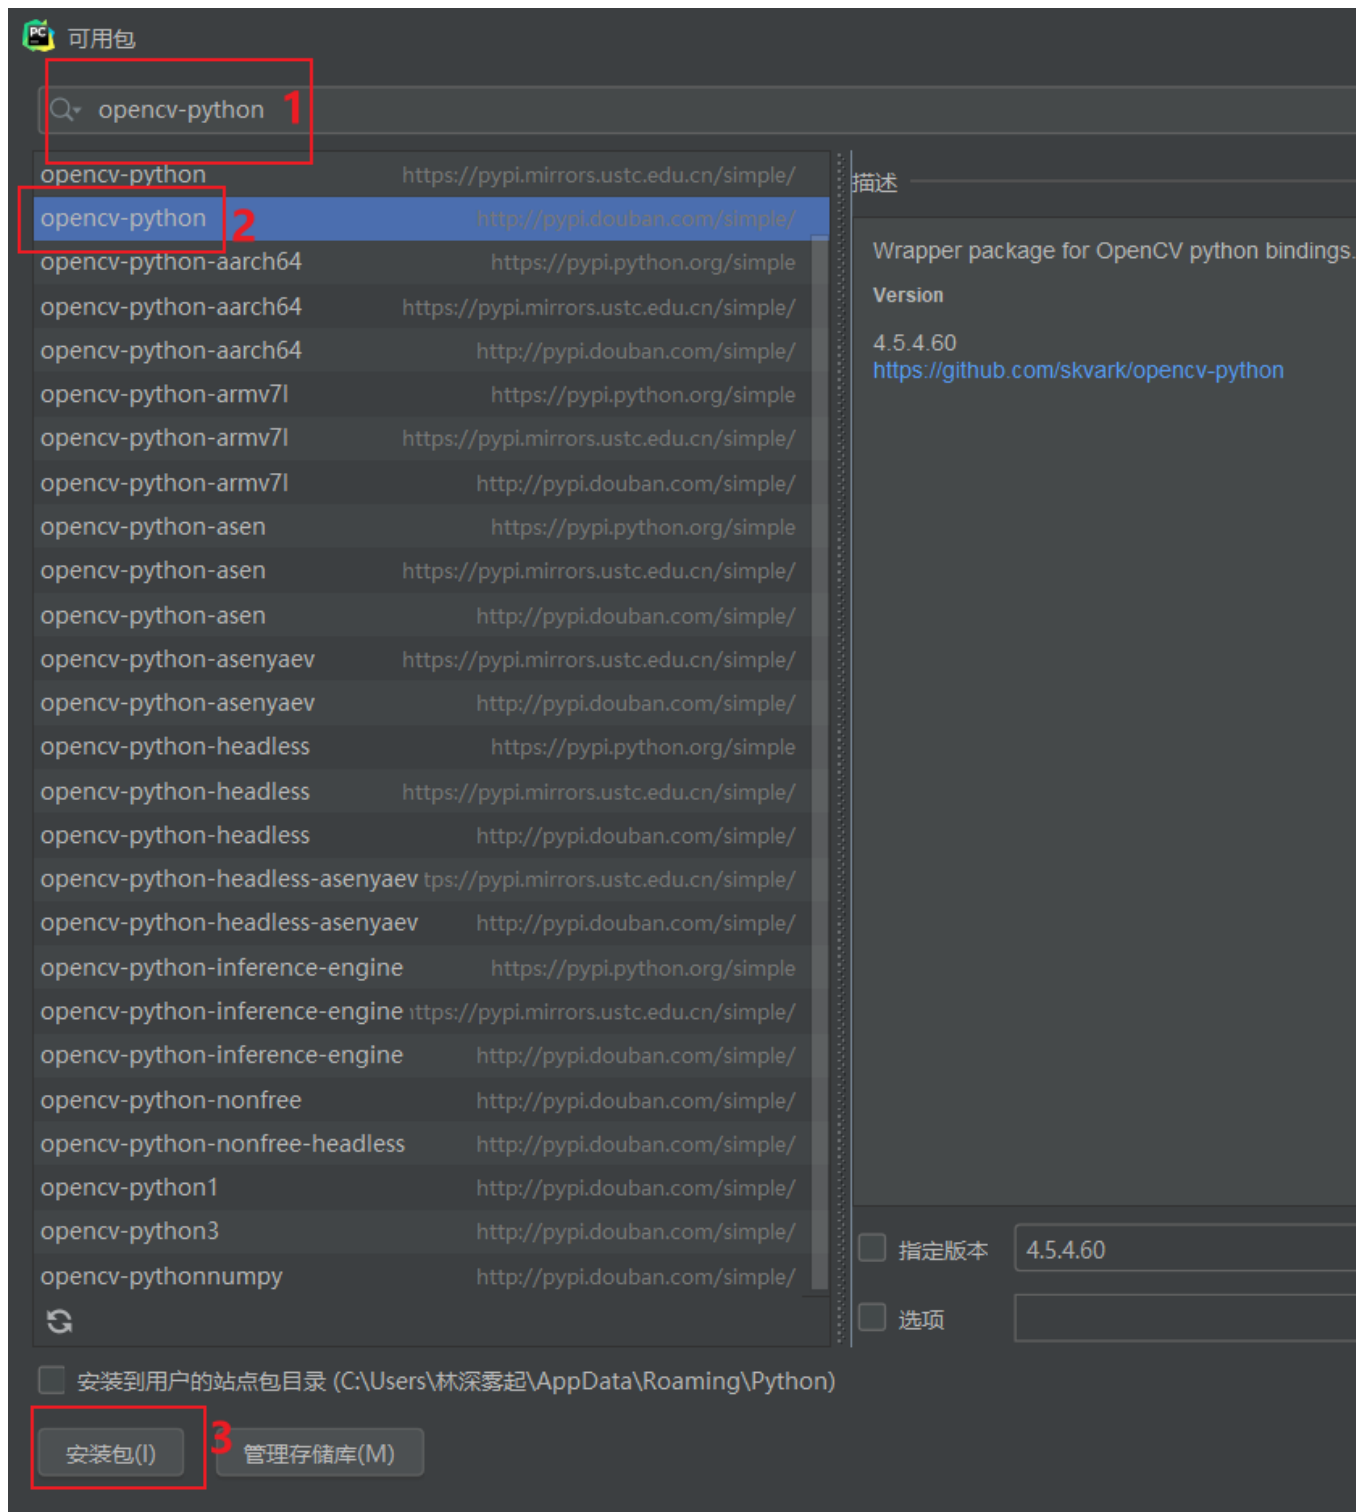 PC 可用包
opencv-python 1
opencv-python https://pypi.mirrors.ustc.edu.cn/simple/
opencv-python 2 http://pypi.douban.com/simple/
opencv-python-aarch64 https://pypi.python.org/simple
opencv-python-aarch64 https://pypi.mirrors.ustc.edu.cn/simple/
opencv-python-aarch64 http://pypi.douban.com/simple/
opencv-python-armv7l https://pypi.python.org/simple
opencv-python-armv7l https://pypi.mirrors.ustc.edu.cn/simple/
opencv-python-armv7l http://pypi.douban.com/simple/
opencv-python-asen https://pypi.python.org/simple
opencv-python-asen https://pypi.mirrors.ustc.edu.cn/simple/
opencv-python-asen http://pypi.douban.com/simple/
opencv-python-asenyaev https://pypi.mirrors.ustc.edu.cn/simple/
opencv-python-asenyaev http://pypi.douban.com/simple/
opencv-python-headless https://pypi.python.org/simple
opencv-python-headless https://pypi.mirrors.ustc.edu.cn/simple/
opencv-python-headless http://pypi.douban.com/simple/
opencv-python-headless-asenyaev tps://pypi.mirrors.ustc.edu.cn/simple/
opencv-python-headless-asenyaev http://pypi.douban.com/simple/
opencv-python-inference-engine https://pypi.python.org/simple
opencv-python-inference-engine ttps://pypi.mirrors.ustc.edu.cn/simple/
opencv-python-inference-engine http://pypi.douban.com/simple/
opencv-python-nonfree http://pypi.douban.com/simple/
opencv-python-nonfree-headless http://pypi.douban.com/simple/
opencv-python1 http://pypi.douban.com/simple/
opencv-python3 http://pypi.douban.com/simple/
opencv-pythonnumpy http://pypi.douban.com/simple/
描述
Wrapper package for OpenCV python bindings.
Version
4.5.4.60
https://github.com/skvark/opencv-python
指定版本 4.5.4.60
选项
安装到用户的站点包目录 (C:\Users\林深雾起\AppData\Roaming\Python)
安装包(I) 3 管理存储库(M)